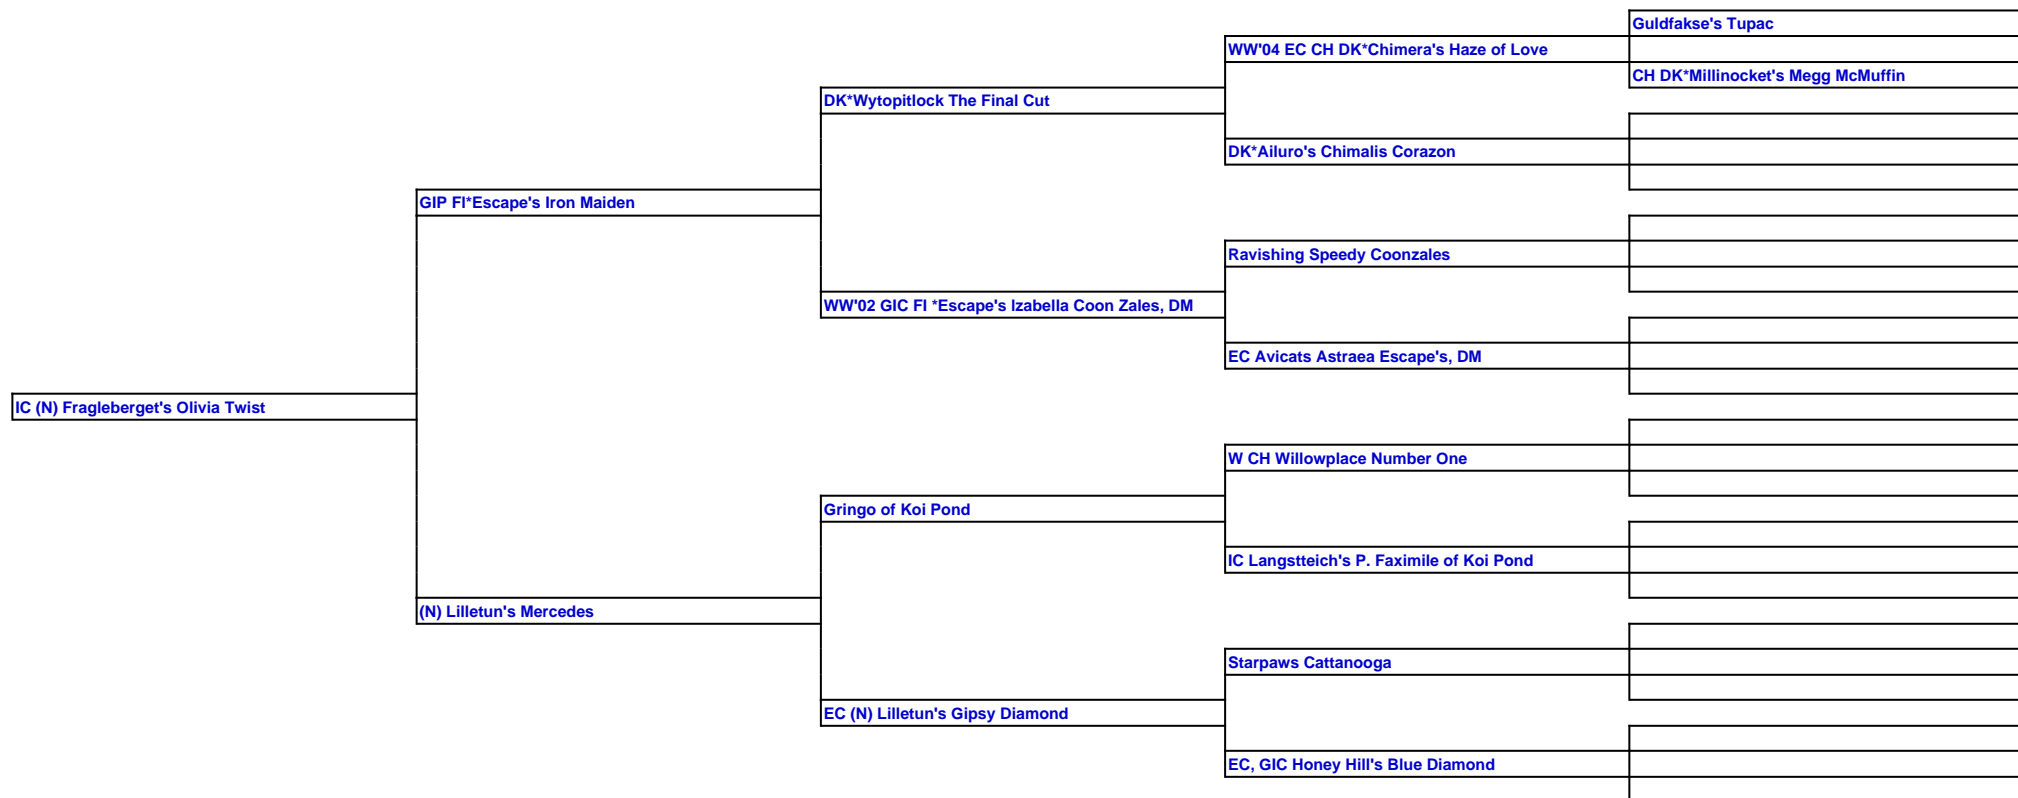 Guldfakse's Tupac
WW'04 EC CH DK*Chimera's Haze of Love
CH DK*Millinocket's Megg McMuffin
DK*Wytopitlock The Final Cut
DK*Ailuro's Chimalis Corazon
GIP FI*Escape's Iron Maiden
Ravishing Speedy Coonzales
WW'02 GIC FI *Escape's Izabella Coon Zales, DM
EC Avicats Astraea Escape's, DM
IC (N) Fragleberget's Olivia Twist
W CH Willowplace Number One
Gringo of Koi Pond
IC Langstteich's P. Faximile of Koi Pond
(N) Lilletun's Mercedes
Starpaws Cattanooga
EC (N) Lilletun's Gipsy Diamond
EC, GIC Honey Hill's Blue Diamond